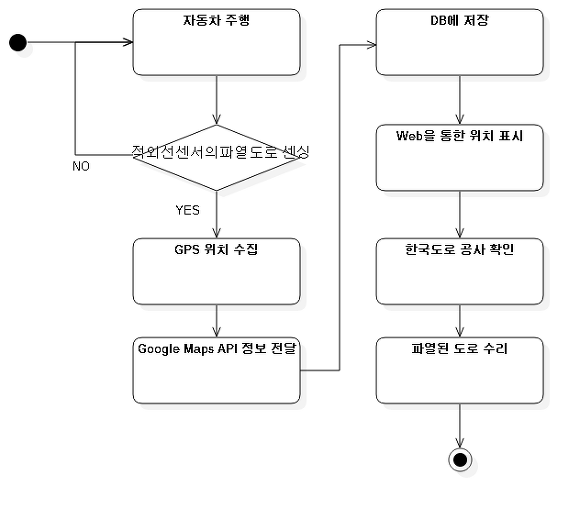 자동차 주행
적외선센서의파열도로 센싱
NO
YES
GPS 위치 수집
Google Maps API 정보 전달
DB에 저장
Web을 통한 위치 표시
한국도로 공사 확인
파열된 도로 수리